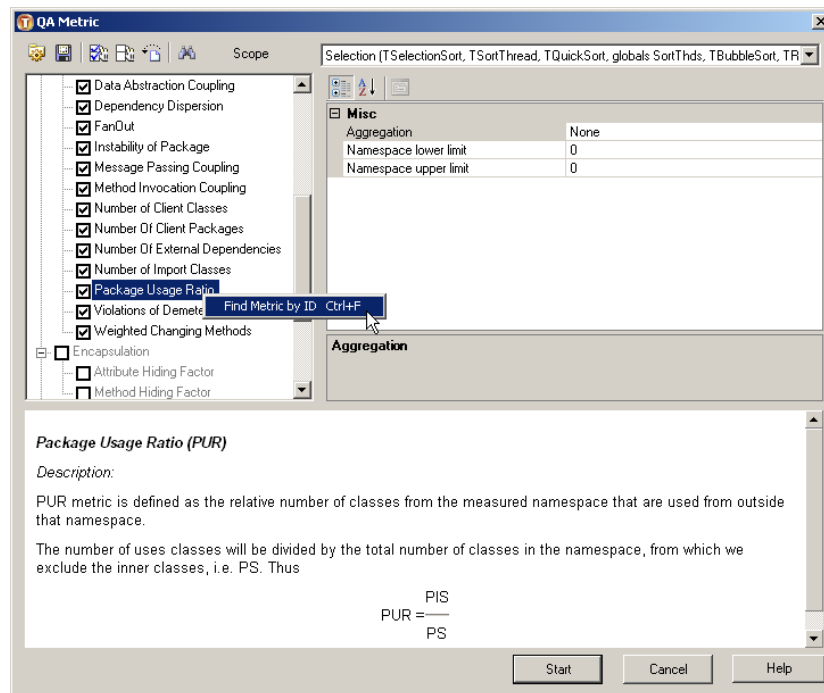 QA Metric
Scope
Selection (TSelectionSort, TSortThread, TQuickSort, globals SortThds, TBubbleSort, TR
Data Abstraction Coupling
Dependency Dispersion
FanOut
Instability of Package
Message Passing Coupling
Method Invocation Coupling
Number of Client Classes
Number Of Client Packages
Number Of External Dependencies
Number of Import Classes
Package Usage Ratio
Find Metric by ID Ctrl+F
Violations of Demete
Weighted Changing Methods
Encapsulation
Attribute Hiding Factor
Method Hiding Factor
Misc
Aggregation None
Namespace lower limit 0
Namespace upper limit 0
Aggregation
Package Usage Ratio (PUR)
Description:
PUR metric is defined as the relative number of classes from the measured namespace that are used from outside
that namespace.
The number of uses classes will be divided by the total number of classes in the namespace, from which we
exclude the inner classes, i.e. PS. Thus
PIS
PUR =
PS
Start Cancel Help